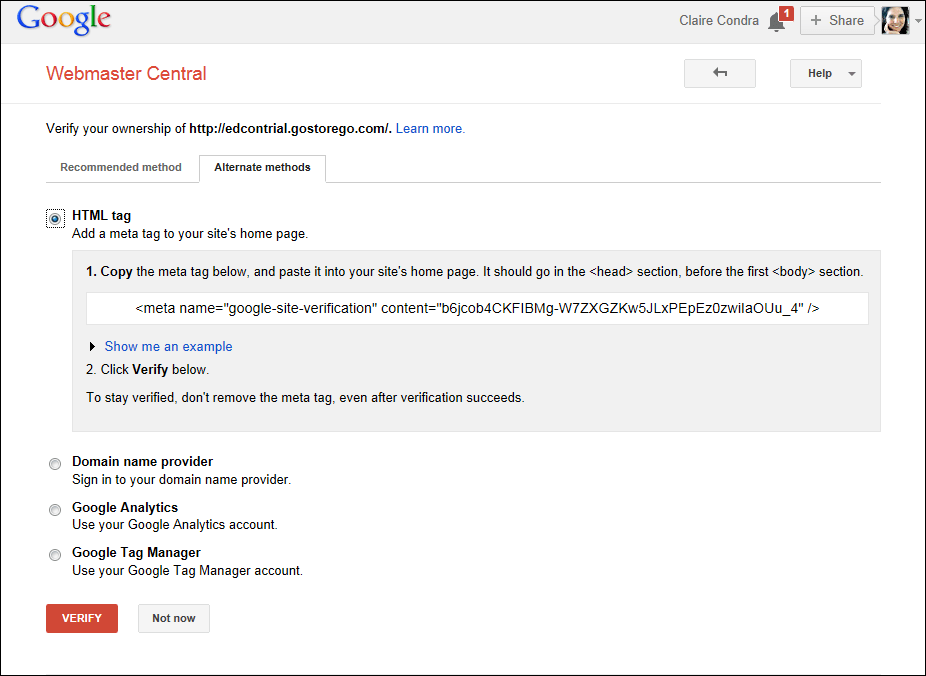 Google
Claire Condra
1
+ Share
Webmaster Central
Help
Verify your ownership of http://edcontrial.gostorego.com/. Learn more.
Recommended method
Alternate methods
HTML tag
Add a meta tag to your site's home page.
1. Copy the meta tag below, and paste it into your site's home page. It should go in the <head> section, before the first <body> section.
<meta name="google-site-verification" content="b6jcob4CKFIBMg-W7ZXGZKw5JLxPEpEz0zwiIaOUu_4" />
Show me an example
2. Click Verify below.
To stay verified, don't remove the meta tag, even after verification succeeds.
Domain name provider
Sign in to your domain name provider.
Google Analytics
Use your Google Analytics account.
Google Tag Manager
Use your Google Tag Manager account.
VERIFY
Not now